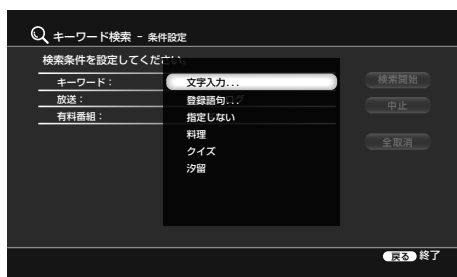 キーワード検索 - 条件設定
検索条件を設定してください。
キーワード：
放送：
有料番組：
文字入力...
登録語句...
指定しない
料理
クイズ
汐留
検索開始
中止
全取消
戻る 終了